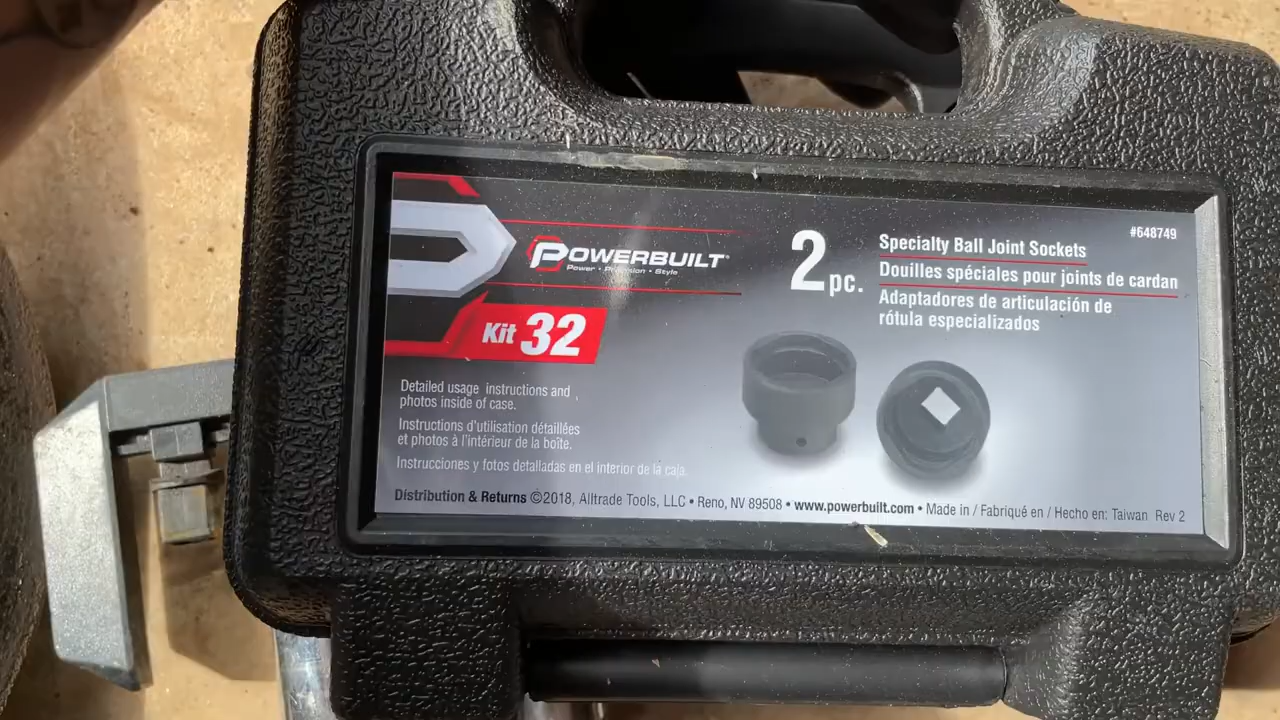 #648749
POWERBUILT®
Power • Precision • Style
Kit 32
2 pc.
Specialty Ball Joint Sockets
Douilles spéciales pour joints de cardan
Adaptadores de articulación de
rótula especializados
Detailed usage instructions and
photos inside of case.
Instructions d'utilisation détaillées
et photos à l'intérieur de la boîte.
Instrucciones y fotos detalladas en el interior de la caja.
Distribution & Returns ©2018, Alltrade Tools, LLC • Reno, NV 89508 • www.powerbuilt.com • Made in / Fabriqué en / Hecho en: Taiwan Rev 2